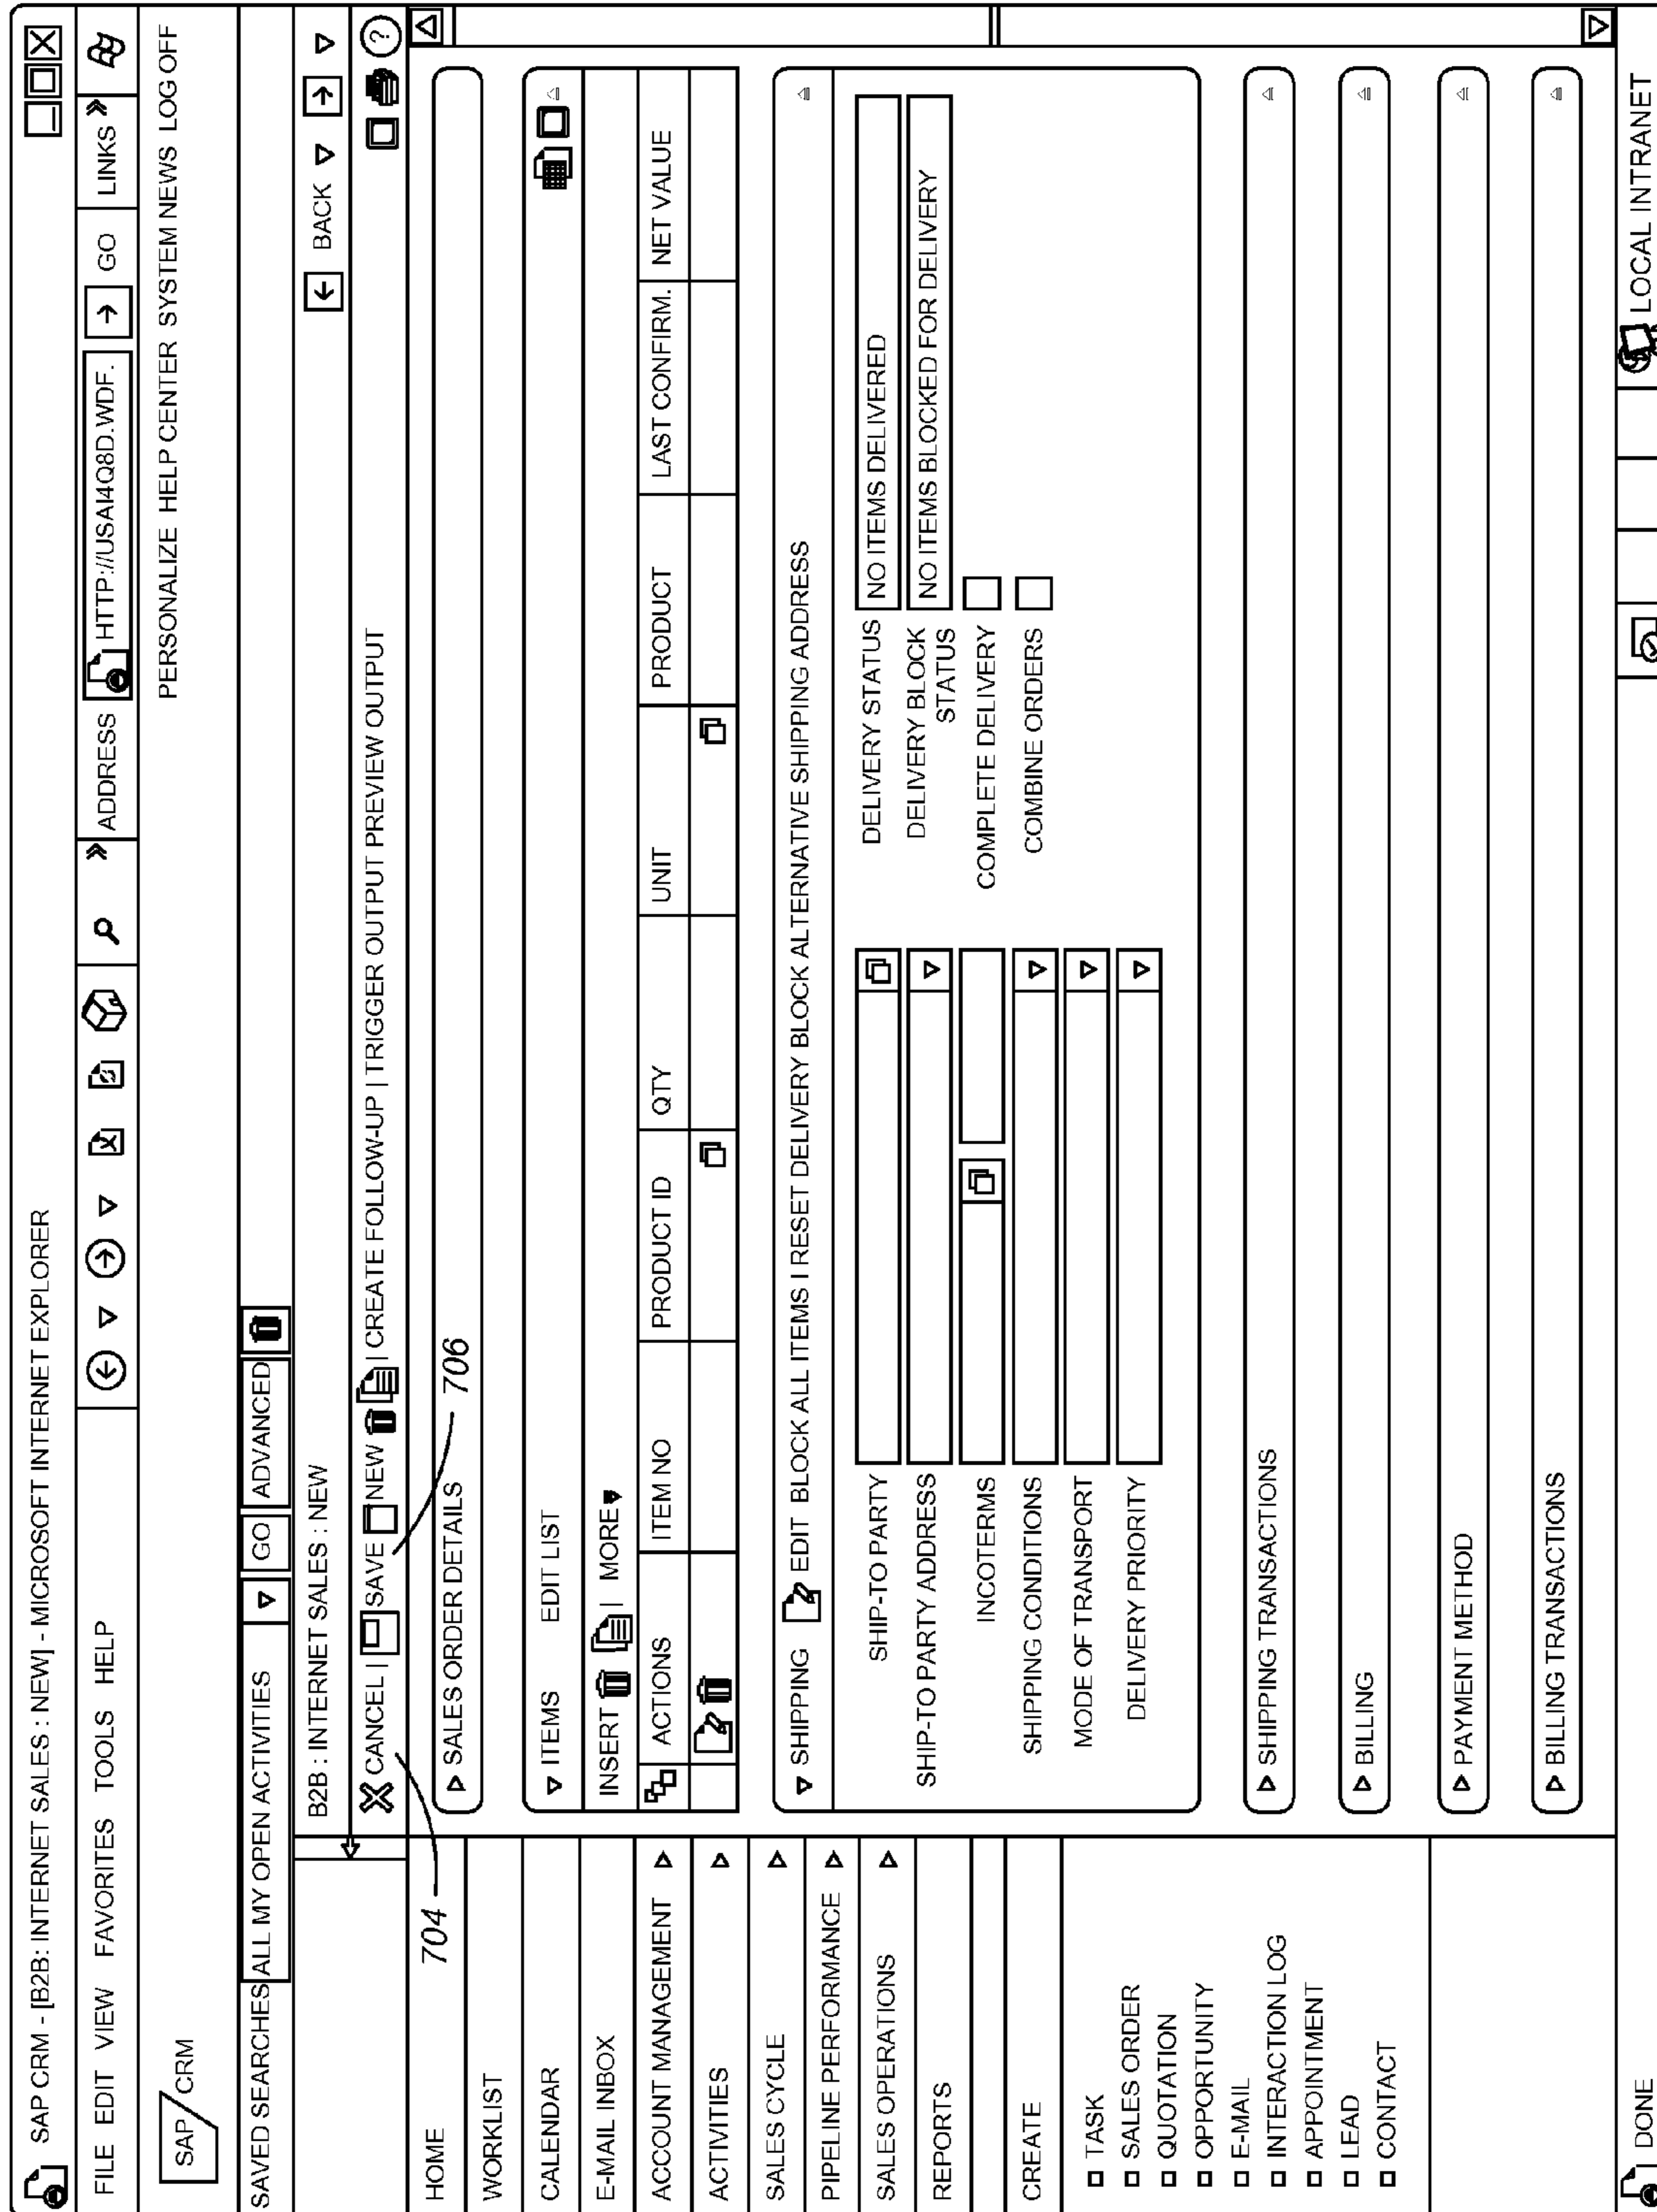 SAP CRM - [B2B: INTERNET SALES : NEW] - MICROSOFT INTERNET EXPLORER
FILE EDIT VIEW FAVORITES TOOLS HELP
ADDRESS HTTP://USAI4Q8D.WDF. GO LINKS
SAP CRM
PERSONALIZE HELP CENTER SYSTEM NEWS LOG OFF
SAVED SEARCHES ALL MY OPEN ACTIVITIES GO ADVANCED
B2B : INTERNET SALES : NEW
BACK
CANCEL | SAVE NEW | CREATE FOLLOW-UP | TRIGGER OUTPUT PREVIEW OUTPUT
?
704
706
HOME
WORKLIST
CALENDAR
E-MAIL INBOX
ACCOUNT MANAGEMENT
ACTIVITIES
SALES CYCLE
PIPELINE PERFORMANCE
SALES OPERATIONS
REPORTS
CREATE
TASK
SALES ORDER
QUOTATION
OPPORTUNITY
E-MAIL
INTERACTION LOG
APPOINTMENT
LEAD
CONTACT
SALES ORDER DETAILS
ITEMS EDIT LIST
INSERT | MORE
ACTIONS ITEM NO PRODUCT ID QTY UNIT PRODUCT LAST CONFIRM. NET VALUE
SHIPPING EDIT BLOCK ALL ITEMS I RESET DELIVERY BLOCK ALTERNATIVE SHIPPING ADDRESS
SHIP-TO PARTY
SHIP-TO PARTY ADDRESS
INCOTERMS
SHIPPING CONDITIONS
MODE OF TRANSPORT
DELIVERY PRIORITY
DELIVERY STATUS NO ITEMS DELIVERED
DELIVERY BLOCK NO ITEMS BLOCKED FOR DELIVERY
STATUS
COMPLETE DELIVERY
COMBINE ORDERS
SHIPPING TRANSACTIONS
BILLING
PAYMENT METHOD
BILLING TRANSACTIONS
DONE
LOCAL INTRANET